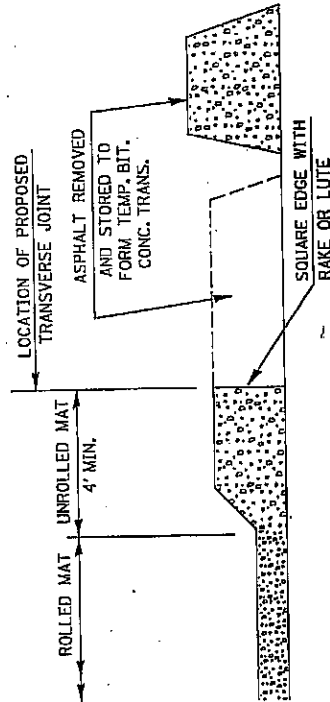 LOCATION OF PROPOSED
TRANSVERSE JOINT
ROLLED MAT
UNROLLED MAT
4' MIN.
ASPHALT REMOVED
AND STORED TO
FORM TEMP. BIT.
CONC. TRANS.
SQUARE EDGE WITH
RAKE OR LUTE